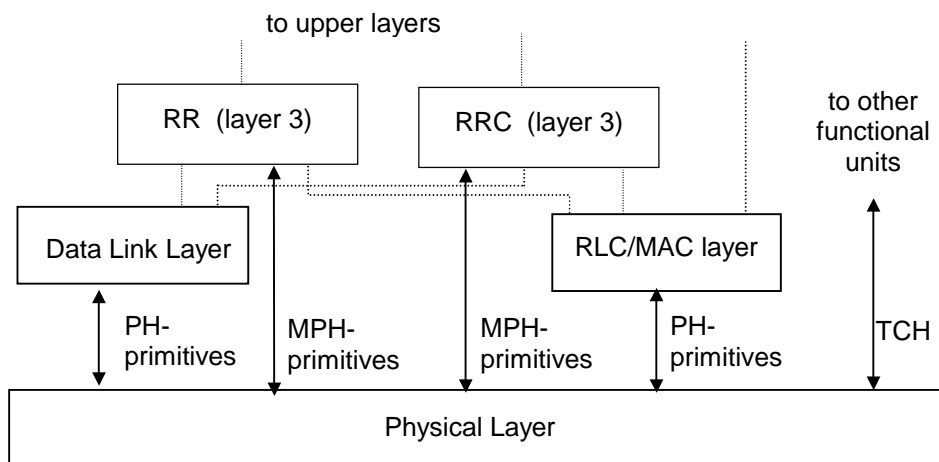 to upper layers
RR (layer 3)
RRC (layer 3)
to other
functional
units
Data Link Layer
RLC/MAC layer
PH-
primitives
MPH-
primitives
MPH-
primitives
PH-
primitives
TCH
Physical Layer